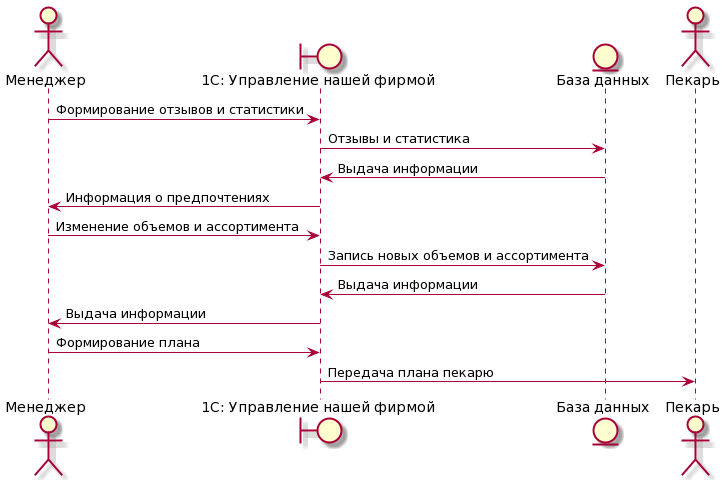 Менеджер
1С: Управление нашей фирмой
База данных
Пекарь
Формирование отзывов и статистики
Отзывы и статистика
Выдача информации
Информация о предпочтениях
Изменение объемов и ассортимента
Запись новых объемов и ассортимента
Выдача информации
Выдача информации
Формирование плана
Передача плана пекарю
Менеджер
1С: Управление нашей фирмой
База данных
Пекарь